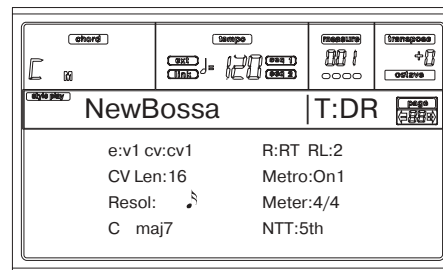 chord tempo measure transpose
C M ext link ♩= 120 seq 1 seq 2 001 +0
octave
style play NewBossa T:DR page
e:v1 cv:cv1 R:RT RL:2
CV Len:16 Metro:On1
Resol: Meter:4/4
C maj7 NTT:5th